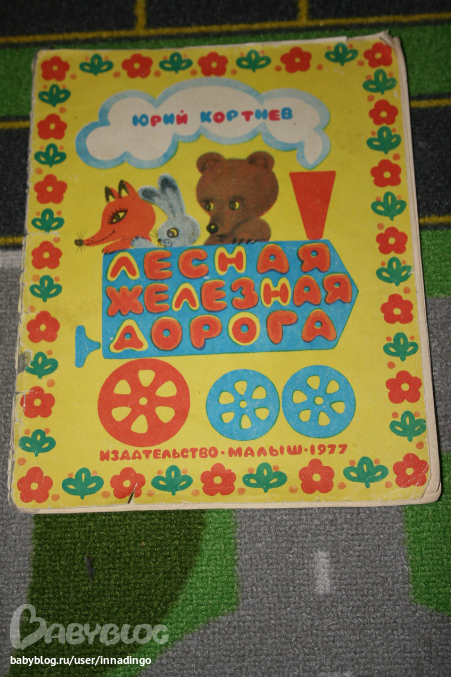 ЮРИЙ КОРТНЕВ
ЛЕСНАЯ
ЖЕЛЕЗНАЯ
ДОРОГА
ИЗДАТЕЛЬСТВО·МАЛЫШ·1977
BABYBLOG
babyblog.ru/user/innadingo